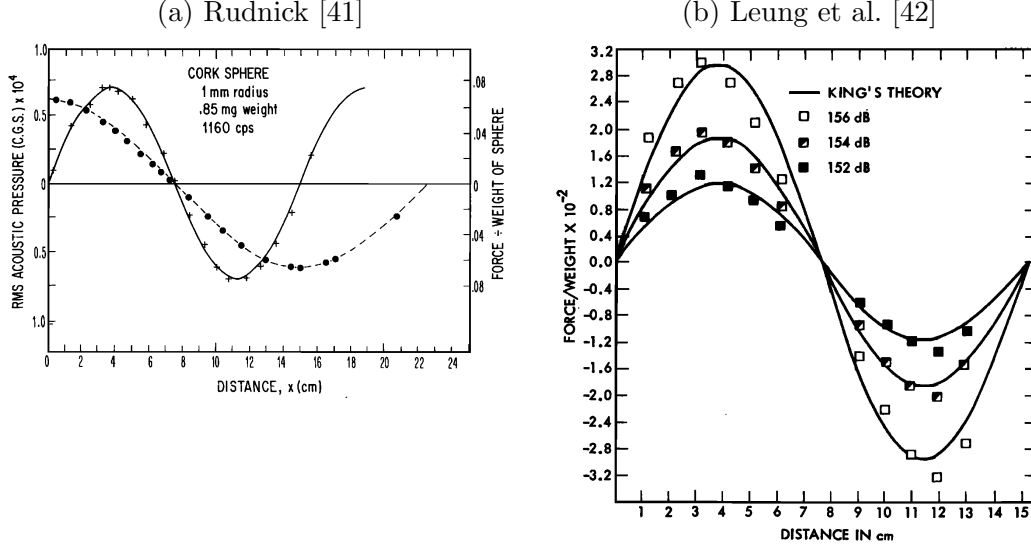 (a) Rudnick [41]
RMS ACOUSTIC PRESSURE (C.G.S.) x 10⁴
1.0
0.5
0
0.5
1.0
CORK SPHERE
1 mm radius
.85 mg weight
1160 cps
.08
.04
0
.04
.08
FORCE ÷ WEIGHT OF SPHERE
0 2 4 6 8 10 12 14 16 18 20 22 24
DISTANCE, x (cm)
(b) Leung et al. [42]
FORCE/WEIGHT X 10⁻²
3.2
2.8
2.4
1.6
1.2
0.8
0.4
0.0
-0.4
-0.8
-1.2
-1.6
-2.0
-2.4
-2.8
-3.2
2.0
KING'S THEORY
156 dB
154 dB
152 dB
1 2 3 4 5 6 7 8 9 10 11 12 13 14 15
DISTANCE IN cm